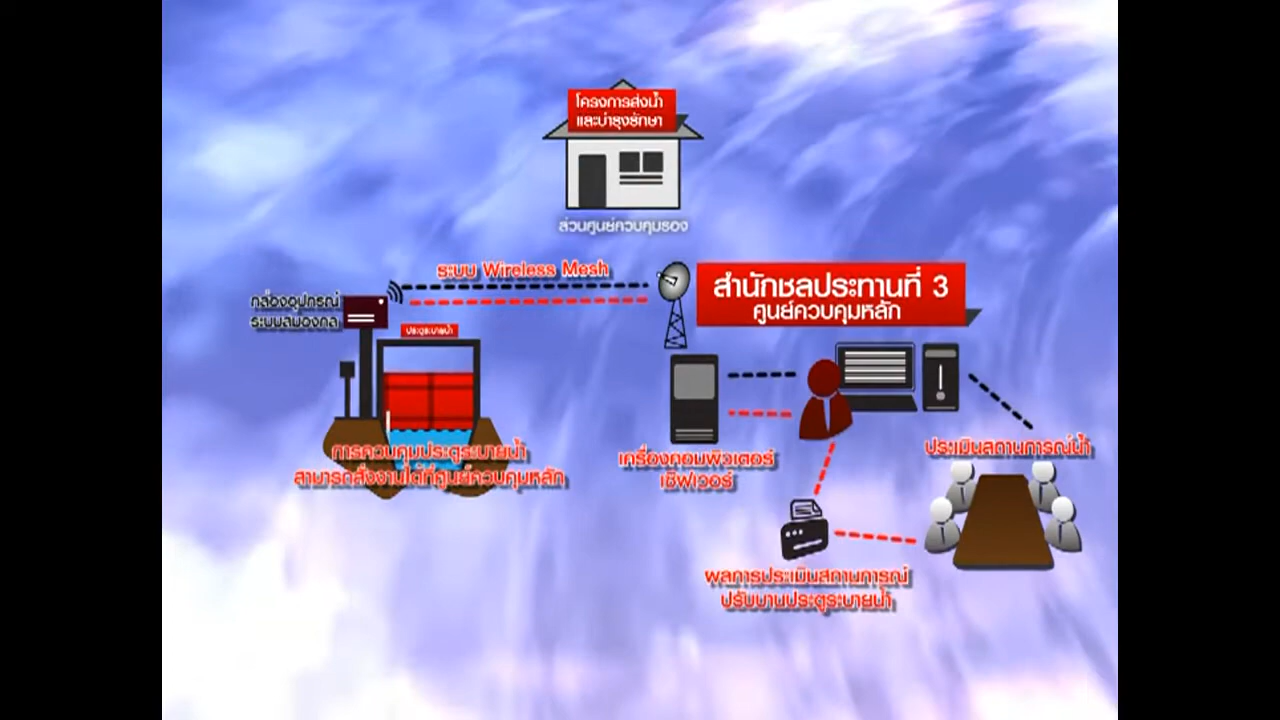 โครงการส่งน้ำ
และบำรุงรักษา
ส่วนศูนย์ควบคุมรอง
ระบบ Wireless Mesh
กล่องอุปกรณ์
ระบบสมองกล
สำนักชลประทานที่ 3
ศูนย์ควบคุมหลัก
ประตูระบายน้ำ
การควบคุมประตูระบายน้ำ
สามารถสั่งงานได้ที่ศูนย์ควบคุมหลัก
เครื่องคอมพิวเตอร์
เซิฟเวอร์
ประเมินสถานการณ์น้ำ
ผลการประเมินสถานการณ์
ปรับบานประตูระบายน้ำ